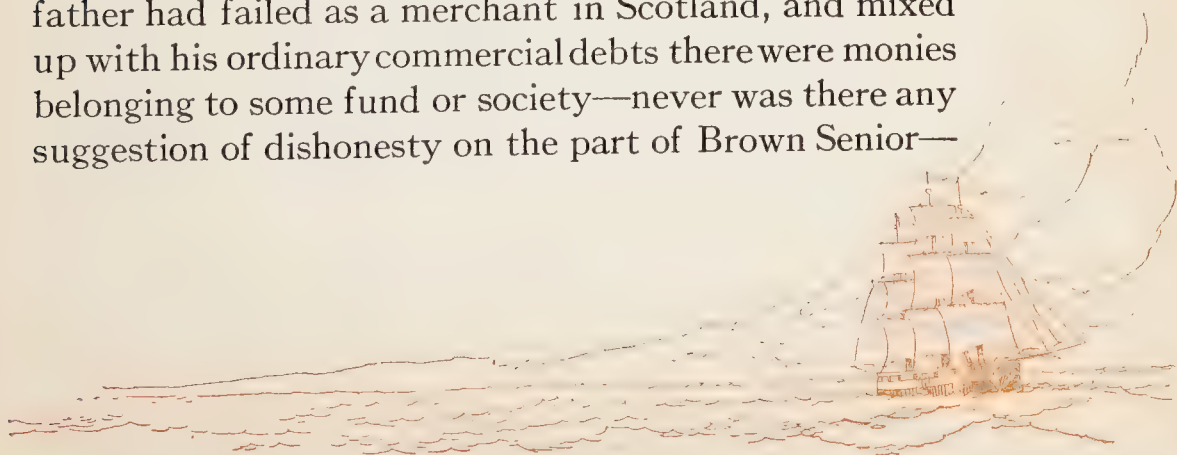 father had failed as a merchant in Scotland, and mixed
up with his ordinary commercial debts there were monies
belonging to some fund or society—never was there any
suggestion of dishonesty on the part of Brown Senior—